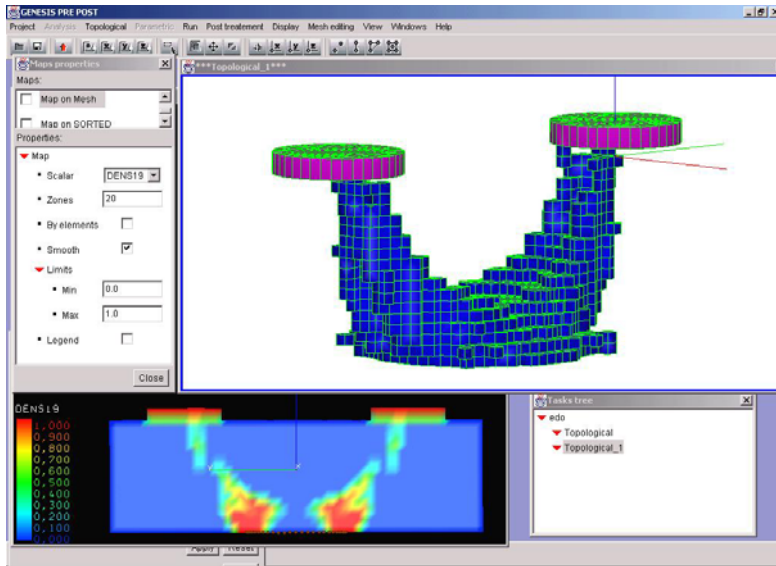 GENESIS PRE POST
Project Analysis Topological Parametric Run Post treatement Display Mesh editing View Windows Help
Maps properties
Maps:
Map on Mesh
Map on SORTED
Properties:
Map
Scalar DENS19
Zones 20
By elements
Smooth
Limits
Min 0.0
Max 1.0
Legend
Close
***Topological_1***
DENS19
1,000
0,900
0,800
0,700
0,600
0,500
0,400
0,300
0,200
0,100
0,000
Y
X
Tasks tree
edo
Topological
Topological_1
Apply Reset